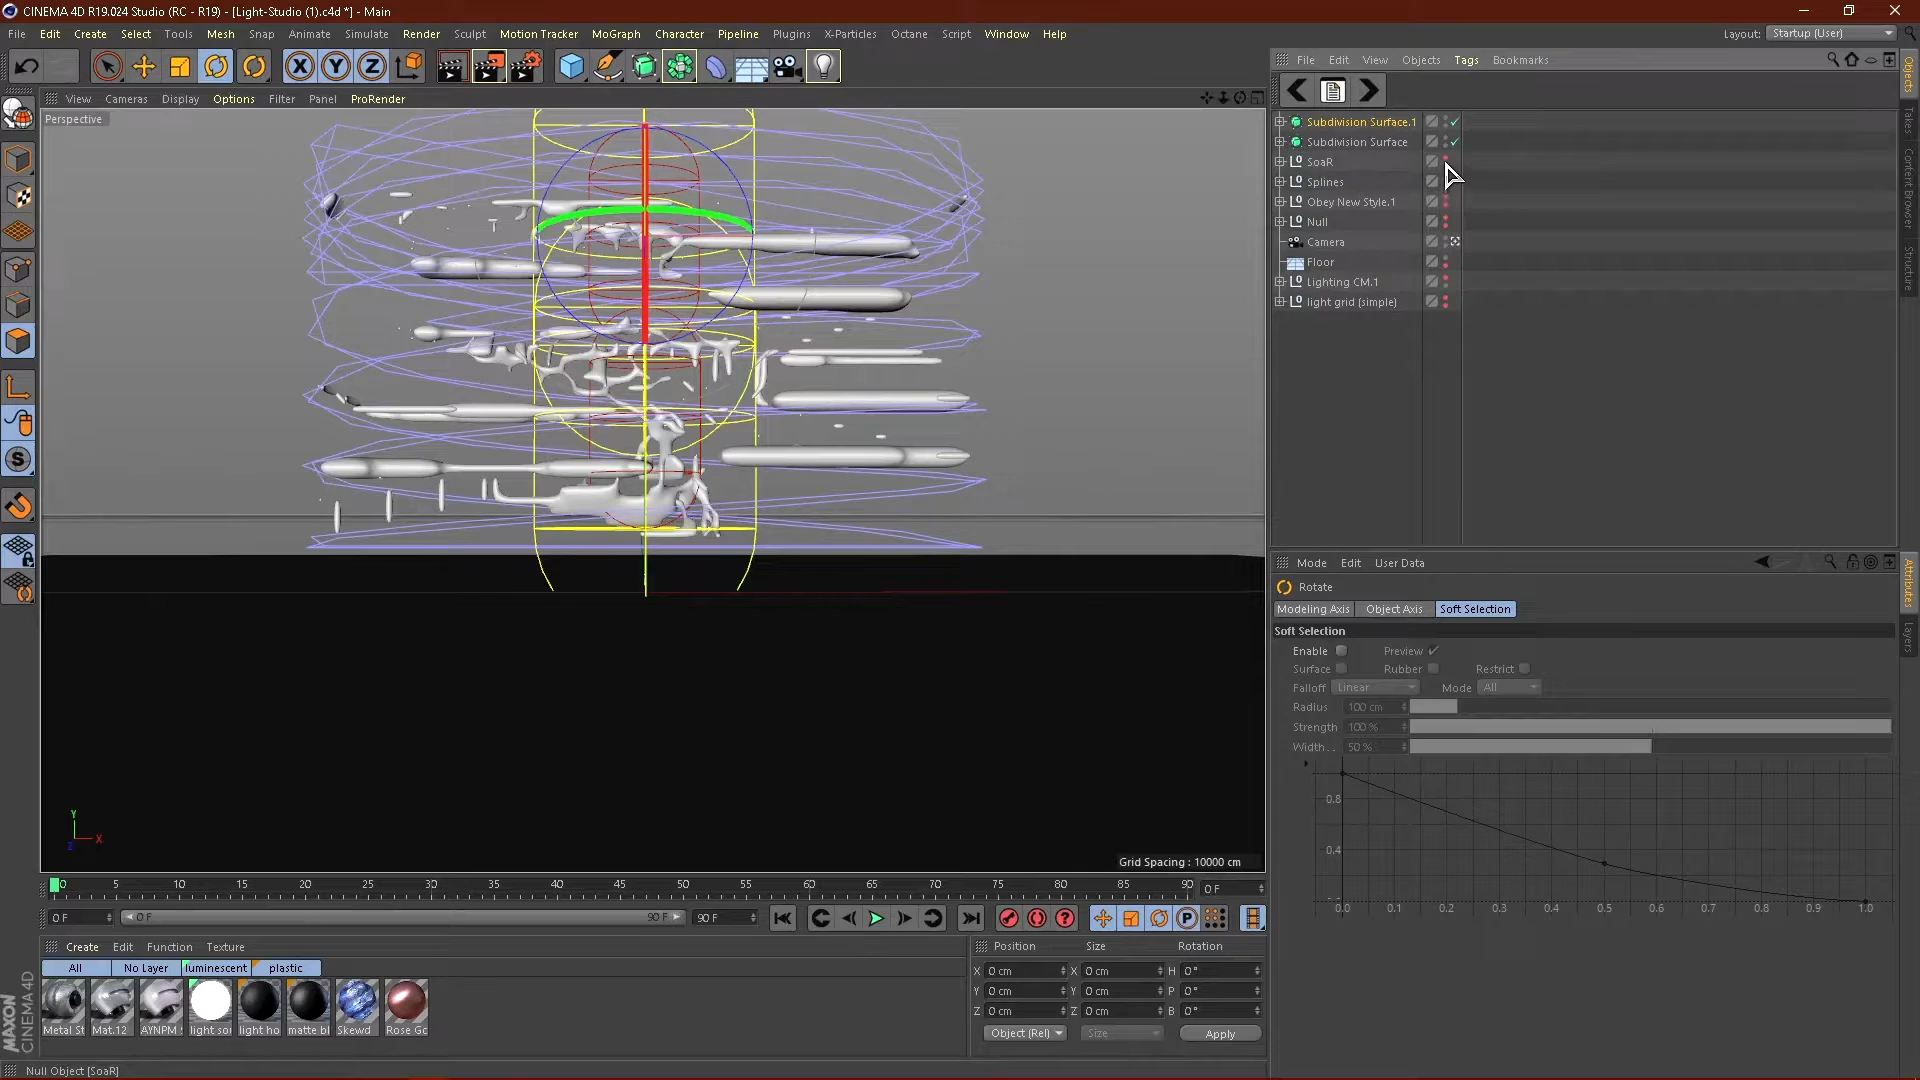 CINEMA 4D R19.024 Studio (RC - R19) - [Light-Studio (1).c4d *] - Main
File Edit Create Select Tools Mesh Snap Animate Simulate Render Sculpt Motion Tracker MoGraph Character Pipeline Plugins X-Particles Octane Script Window Help
Layout: Startup (User)
File Edit View Objects Tags Bookmarks
View Cameras Display Options Filter Panel ProRender
Perspective
Subdivision Surface.1
Subdivision Surface
SoaR
Splines
Obey New Style.1
Null
Camera
Floor
Lighting CM.1
light grid (simple)
Objects
Takes
Content Browser
Structure
Mode Edit User Data
Rotate
Modeling Axis Object Axis Soft Selection
Soft Selection
Enable Preview
Surface Rubber Restrict
Falloff Linear Mode All
Radius 100 cm
Strength 100 %
Width . . 50 %
0.8
0.4
0.0 0.1 0.2 0.3 0.4 0.5 0.6 0.7 0.8 0.9 1.0
Attributes
Layers
X Y Z
S
Y
X
Z
Grid Spacing : 10000 cm
0 5 10 15 20 25 30 35 40 45 50 55 60 65 70 75 80 85 90
0 F
0 F 0 F 90 F 90 F
P
Create Edit Function Texture
All No Layer luminescent plastic
Metal St Mat.12 AYNPM light so light ho matte bl Skewd Rose Gc
Position Size Rotation
X 0 cm X 0 cm H 0 °
Y 0 cm Y 0 cm P 0 °
Z 0 cm Z 0 cm B 0 °
Object (Rel) Size Apply
MAXON CINEMA 4D
Null Object [SoaR]